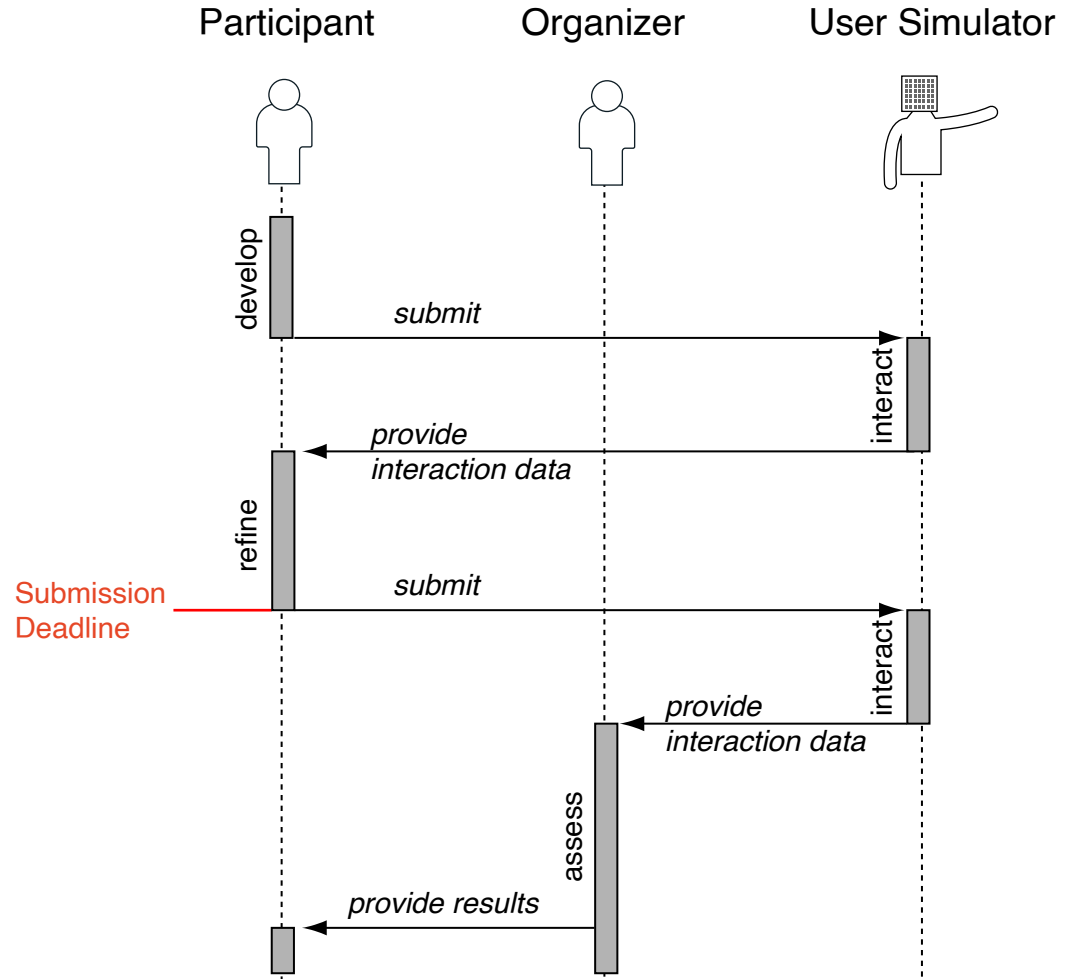 Participant
Organizer
User Simulator
develop
submit
interact
provide
interaction data
refine
submit
Submission
Deadline
interact
provide
interaction data
assess
provide results